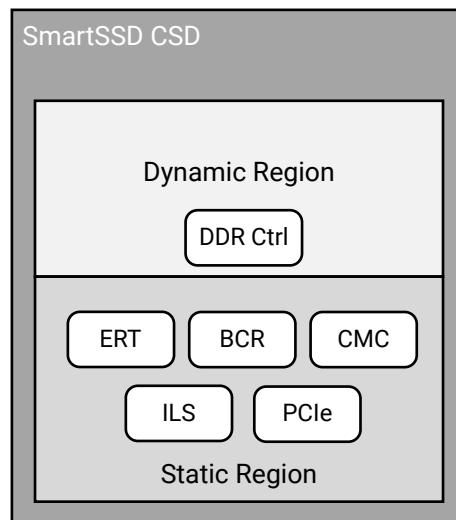 SmartSSD CSD
Dynamic Region
DDR Ctrl
ERT BCR CMC
ILS PCIe
Static Region